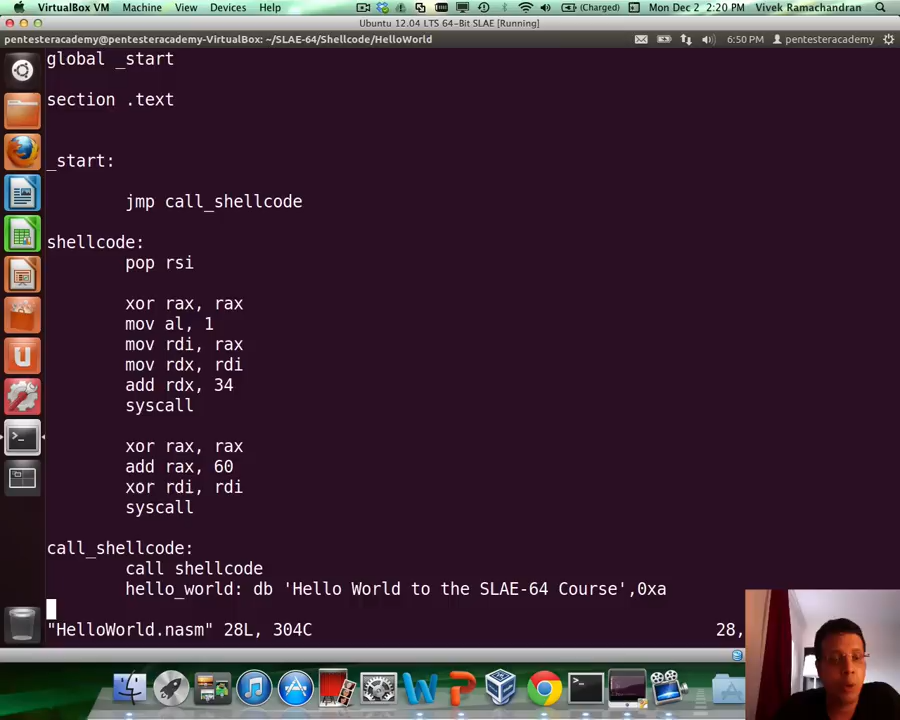 VirtualBox VM Machine View Devices Help (Charged) Mon Dec 2 2:20 PM Vivek Ramachandran
Ubuntu 12.04 LTS 64-Bit SLAE [Running]
pentesteracademy@pentesteracademy-VirtualBox: ~/SLAE-64/Shellcode/HelloWorld 6:50 PM pentesteracademy
global _start
section .text
_start:
jmp call_shellcode
shellcode:
pop rsi
xor rax, rax
mov al, 1
mov rdi, rax
mov rdx, rdi
add rdx, 34
syscall
xor rax, rax
add rax, 60
xor rdi, rdi
syscall
call_shellcode:
call shellcode
hello_world: db 'Hello World to the SLAE-64 Course',0xa
"HelloWorld.nasm" 28L, 304C 28,